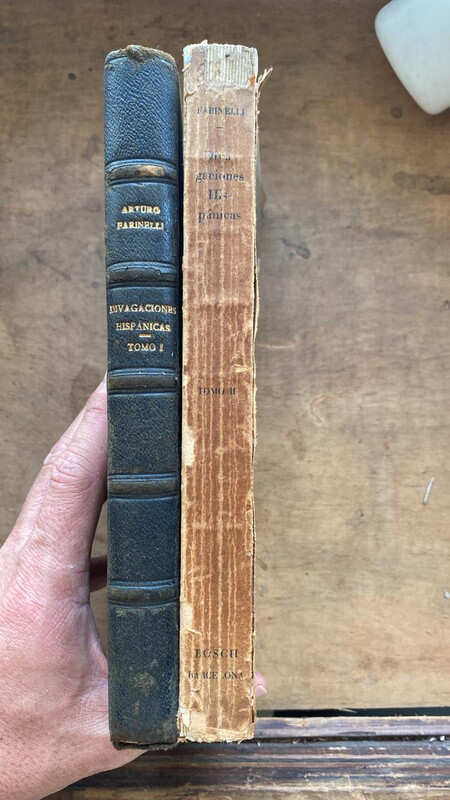 ARTURO
FARINELLI
DIVAGACIONES
HISPÁNICAS
TOMO I
FARINELLI
Diva
gaciones
His
pánicas
TOMO II
BOSCH
BARCELONA